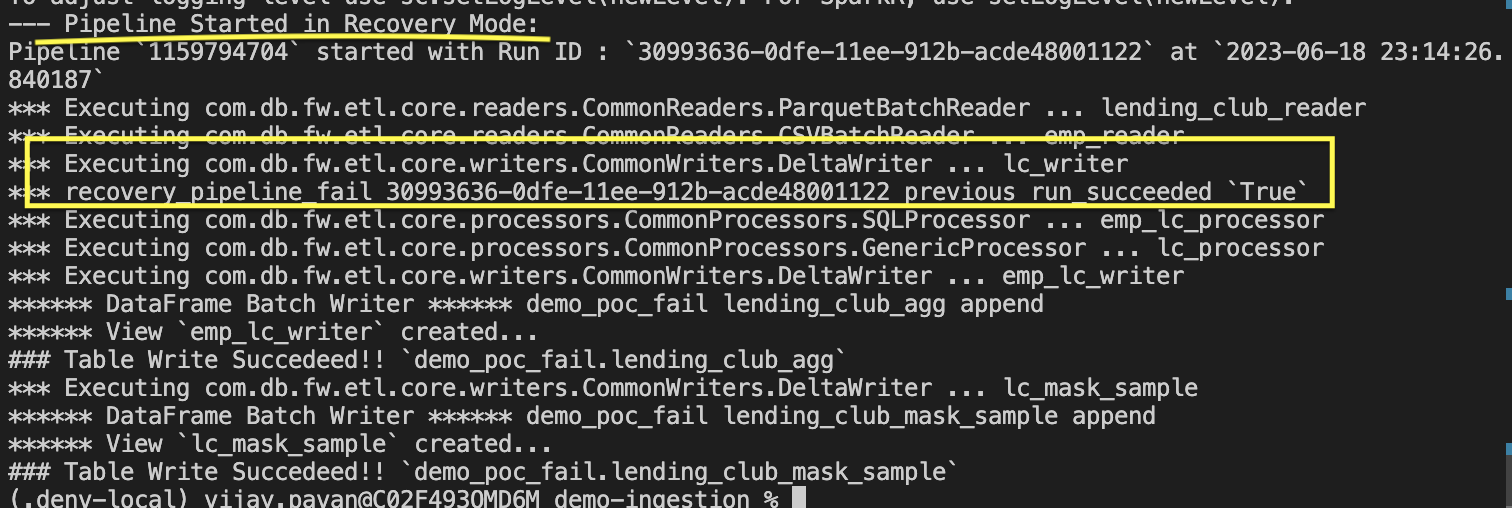 To adjust logging level use sc.setLogLevel(newLevel). For SparkR, use setLogLevel(newLevel).
--- Pipeline Started in Recovery Mode:
Pipeline `1159794704` started with Run ID : `30993636-0dfe-11ee-912b-acde48001122` at `2023-06-18 23:14:26.
840187`
*** Executing com.db.fw.etl.core.readers.CommonReaders.ParquetBatchReader ... lending_club_reader
*** Executing com.db.fw.etl.core.readers.CommonReaders.CSVBatchReader ... emp_reader
*** Executing com.db.fw.etl.core.writers.CommonWriters.DeltaWriter ... lc_writer
*** recovery_pipeline_fail 30993636-0dfe-11ee-912b-acde48001122 previous run_succeeded `True`
*** Executing com.db.fw.etl.core.processors.CommonProcessors.SQLProcessor ... emp_lc_processor
*** Executing com.db.fw.etl.core.processors.CommonProcessors.GenericProcessor ... lc_processor
*** Executing com.db.fw.etl.core.writers.CommonWriters.DeltaWriter ... emp_lc_writer
****** DataFrame Batch Writer ****** demo_poc_fail lending_club_agg append
****** View `emp_lc_writer` created...
### Table Write Succedeed!! `demo_poc_fail.lending_club_agg`
*** Executing com.db.fw.etl.core.writers.CommonWriters.DeltaWriter ... lc_mask_sample
****** DataFrame Batch Writer ****** demo_poc_fail lending_club_mask_sample append
****** View `lc_mask_sample` created...
### Table Write Succedeed!! `demo_poc_fail.lending_club_mask_sample`
(.denv-local) vijay.pavan@C02F493QMD6M demo-ingestion %